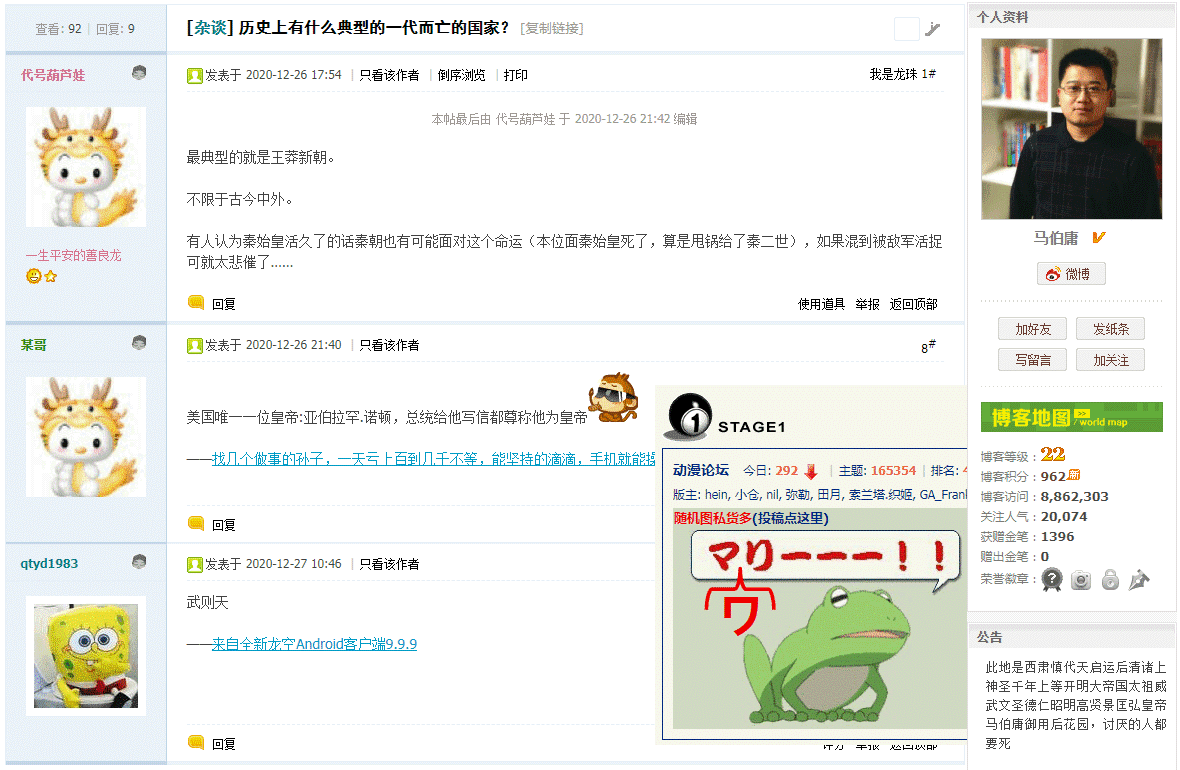 查看: 92 | 回复: 9
[杂谈] 历史上有什么典型的一代而亡的国家？ [复制链接]
代号葫芦娃
发表于 2020-12-26 17:54 | 只看该作者 | 倒序浏览 | 打印
我是龙珠 1#
本帖最后由 代号葫芦娃 于 2020-12-26 21:42 编辑
最典型的就是王莽新朝。
不限于古今中外。
有人认为秦始皇活久了的话秦朝也有可能面对这个命运（本位面秦始皇死了，算是甩锅给了秦二世），如果混到被敌军活捉
可就太悲催了......
一生平安的善良龙
回复
使用道具 举报 返回顶部
某哥
发表于 2020-12-26 21:40 | 只看该作者
8#
美国唯一一位皇帝:亚伯拉罕.诺顿，总统给他写信都尊称他为皇帝
——找几个做事的孙子，一天亏上百到几千不等，能坚持的滴滴，手机就能操
回复
qtyd1983
发表于 2020-12-27 10:46 | 只看该作者
武则天
——来自全新龙空Android客户端9.9.9
回复
1 STAGE1
动漫论坛 今日: 292 | 主题: 165354 | 排名: 4
版主: hein, 小仓, nil, 弥勒, 田月, 索兰塔.织姬, GA_Frank
随机图私货多(投稿点这里)
マリーーー！！
ワ
个人资料
马伯庸
微博
加好友 发纸条
写留言 加关注
博客地图 >> / world map
博客等级：22
博客积分：962
博客访问：8,862,303
关注人气：20,074
获赠金笔：1396
赠出金笔：0
荣誉徽章：
公告
此地是西肃慎代天启运后清诸上
神圣千年上等开明大帝国太祖威
武文圣德仁昭明高贤景匡弘皇帝
马伯庸御用后花园，讨厌的人都
要死